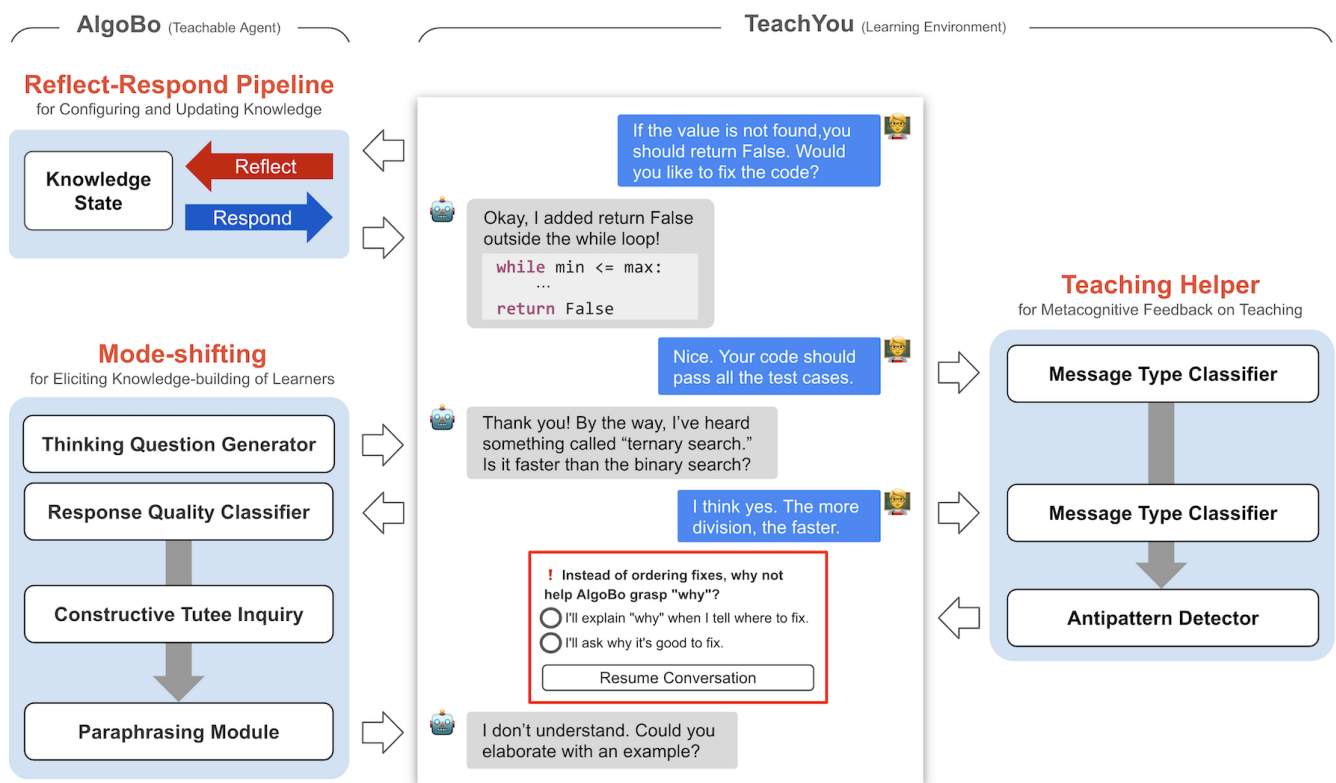 AlgoBo (Teachable Agent)
TeachYou (Learning Environment)
Reflect-Respond Pipeline
for Configuring and Updating Knowledge
Knowledge
State
Reflect
Respond
Mode-shifting
for Eliciting Knowledge-building of Learners
Thinking Question Generator
Response Quality Classifier
Constructive Tutee Inquiry
Paraphrasing Module
If the value is not found,you
should return False. Would
you like to fix the code?
Okay, I added return False
outside the while loop!
while min <= max:
...
return False
Nice. Your code should
pass all the test cases.
Thank you! By the way, I've heard
something called “ternary search.”
Is it faster than the binary search?
I think yes. The more
division, the faster.
❗ Instead of ordering fixes, why not
help AlgoBo grasp "why"?
I'll explain "why" when I tell where to fix.
I'll ask why it's good to fix.
Resume Conversation
I don't understand. Could you
elaborate with an example?
Teaching Helper
for Metacognitive Feedback on Teaching
Message Type Classifier
Message Type Classifier
Antipattern Detector